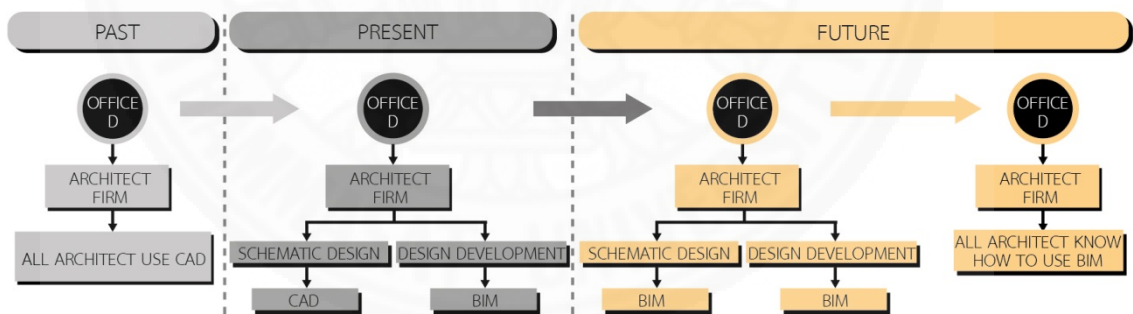 PAST
PRESENT
FUTURE
OFFICE
D
OFFICE
D
OFFICE
D
OFFICE
D
ARCHITECT
FIRM
ARCHITECT
FIRM
ARCHITECT
FIRM
ARCHITECT
FIRM
ALL ARCHITECT USE CAD
SCHEMATIC DESIGN
DESIGN DEVELOPMENT
SCHEMATIC DESIGN
DESIGN DEVELOPMENT
ALL ARCHITECT KNOW
HOW TO USE BIM
CAD
BIM
BIM
BIM